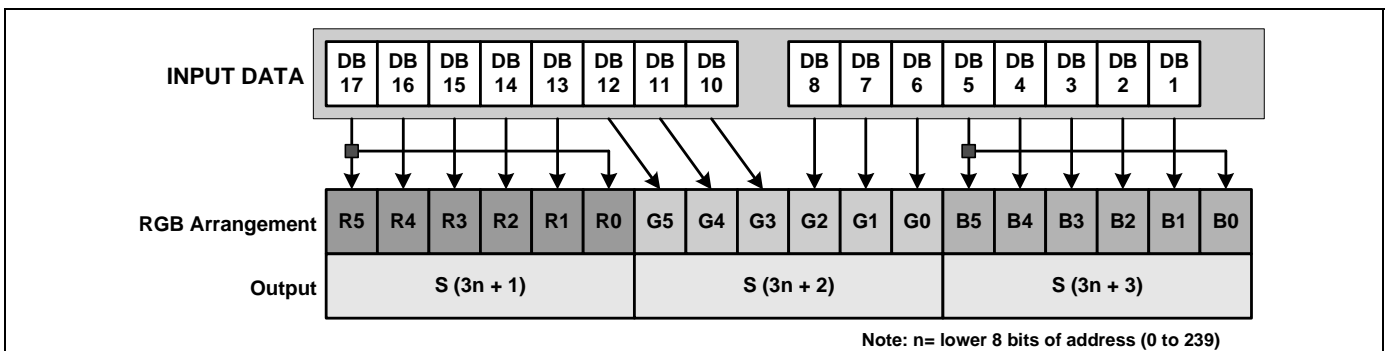 INPUT DATA
DB 17 DB 16 DB 15 DB 14 DB 13 DB 12 DB 11 DB 10 DB 8 DB 7 DB 6 DB 5 DB 4 DB 3 DB 2 DB 1
RGB Arrangement R5 R4 R3 R2 R1 R0 G5 G4 G3 G2 G1 G0 B5 B4 B3 B2 B1 B0
Output S (3n + 1) S (3n + 2) S (3n + 3)
Note: n= lower 8 bits of address (0 to 239)